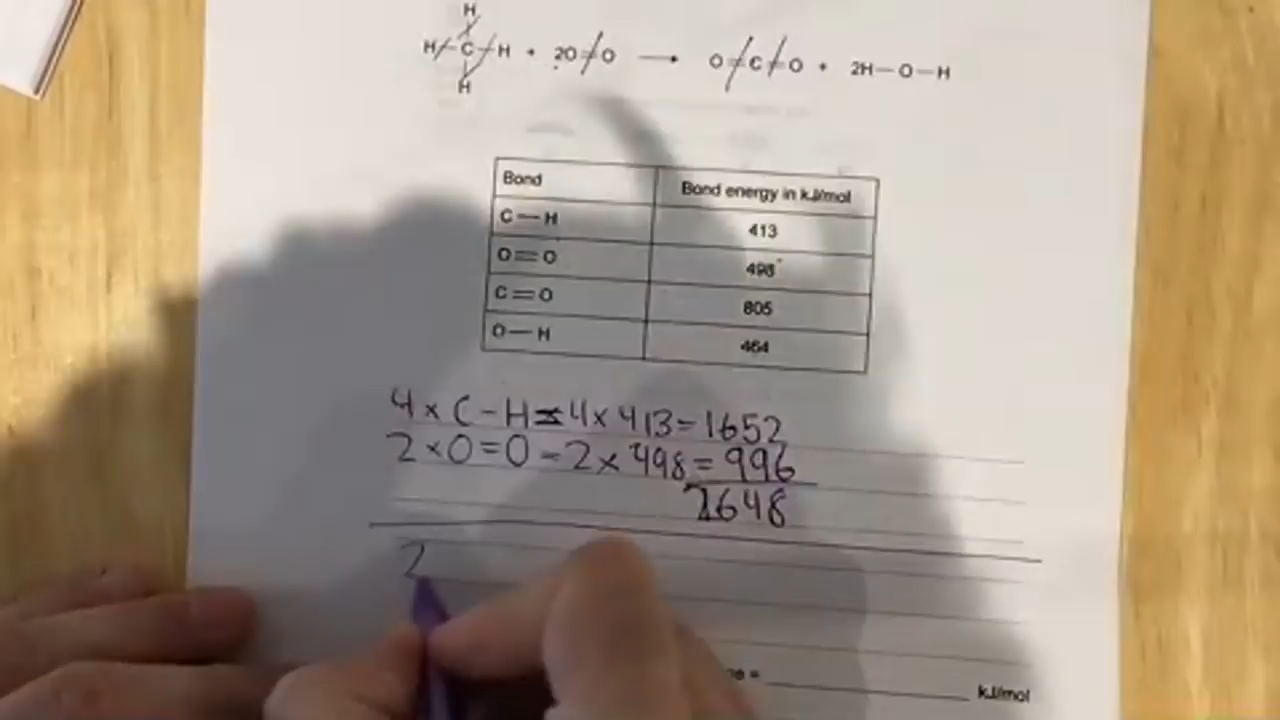 H
H-C-H + 2O=O → O=C=O + 2H-O-H
H
Bond Bond energy in kJ/mol
C-H 413
O=O 498
C=O 805
O-H 464
4 × C - H = 4 × 413 = 1652
2 × O = O - 2 × 498 = 996
2648
2
= kJ/mol